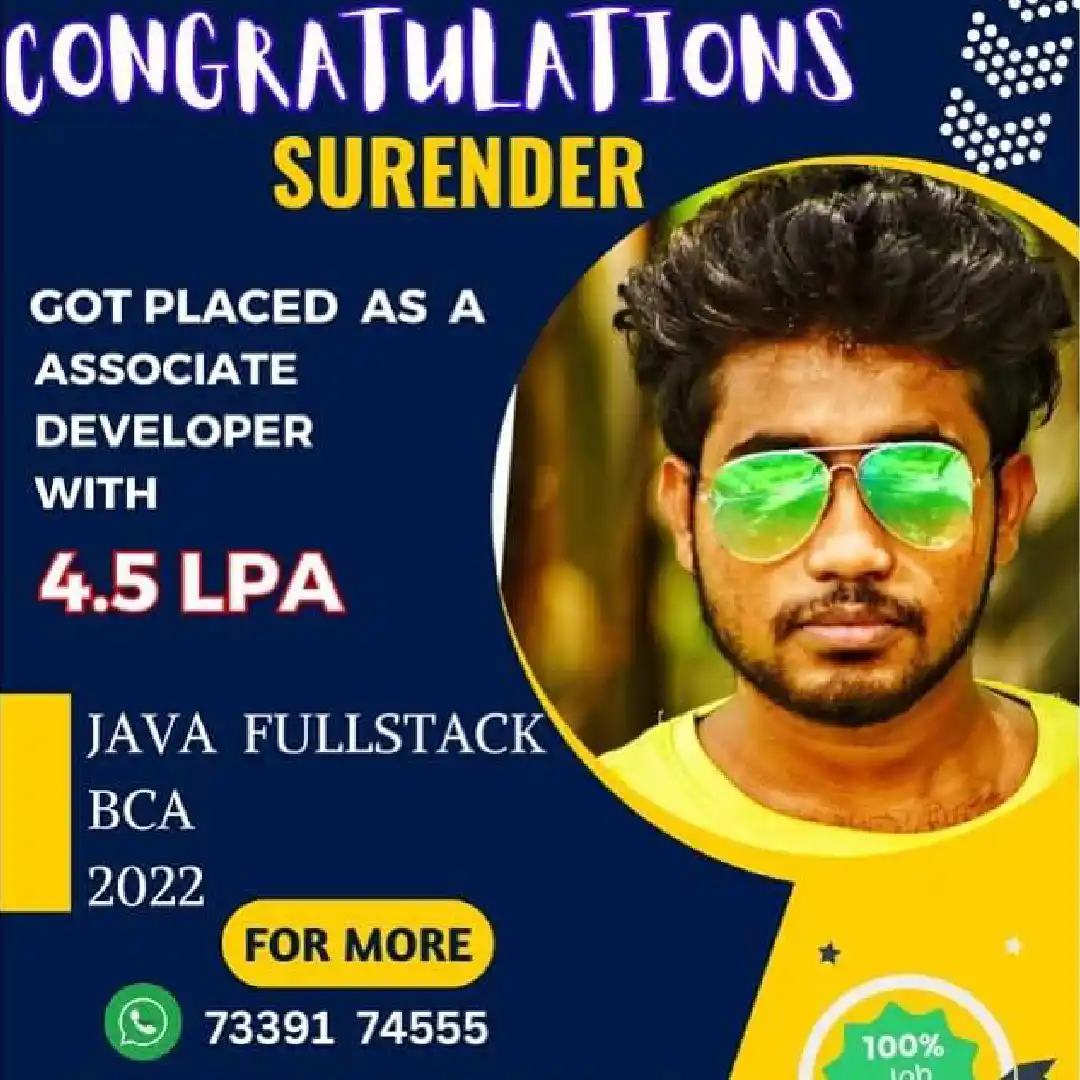 CONGRATULATIONS
SURENDER
GOT PLACED AS A
ASSOCIATE
DEVELOPER
WITH
4.5 LPA
JAVA FULLSTACK
BCA
2022
FOR MORE
73391 74555
100%
Job